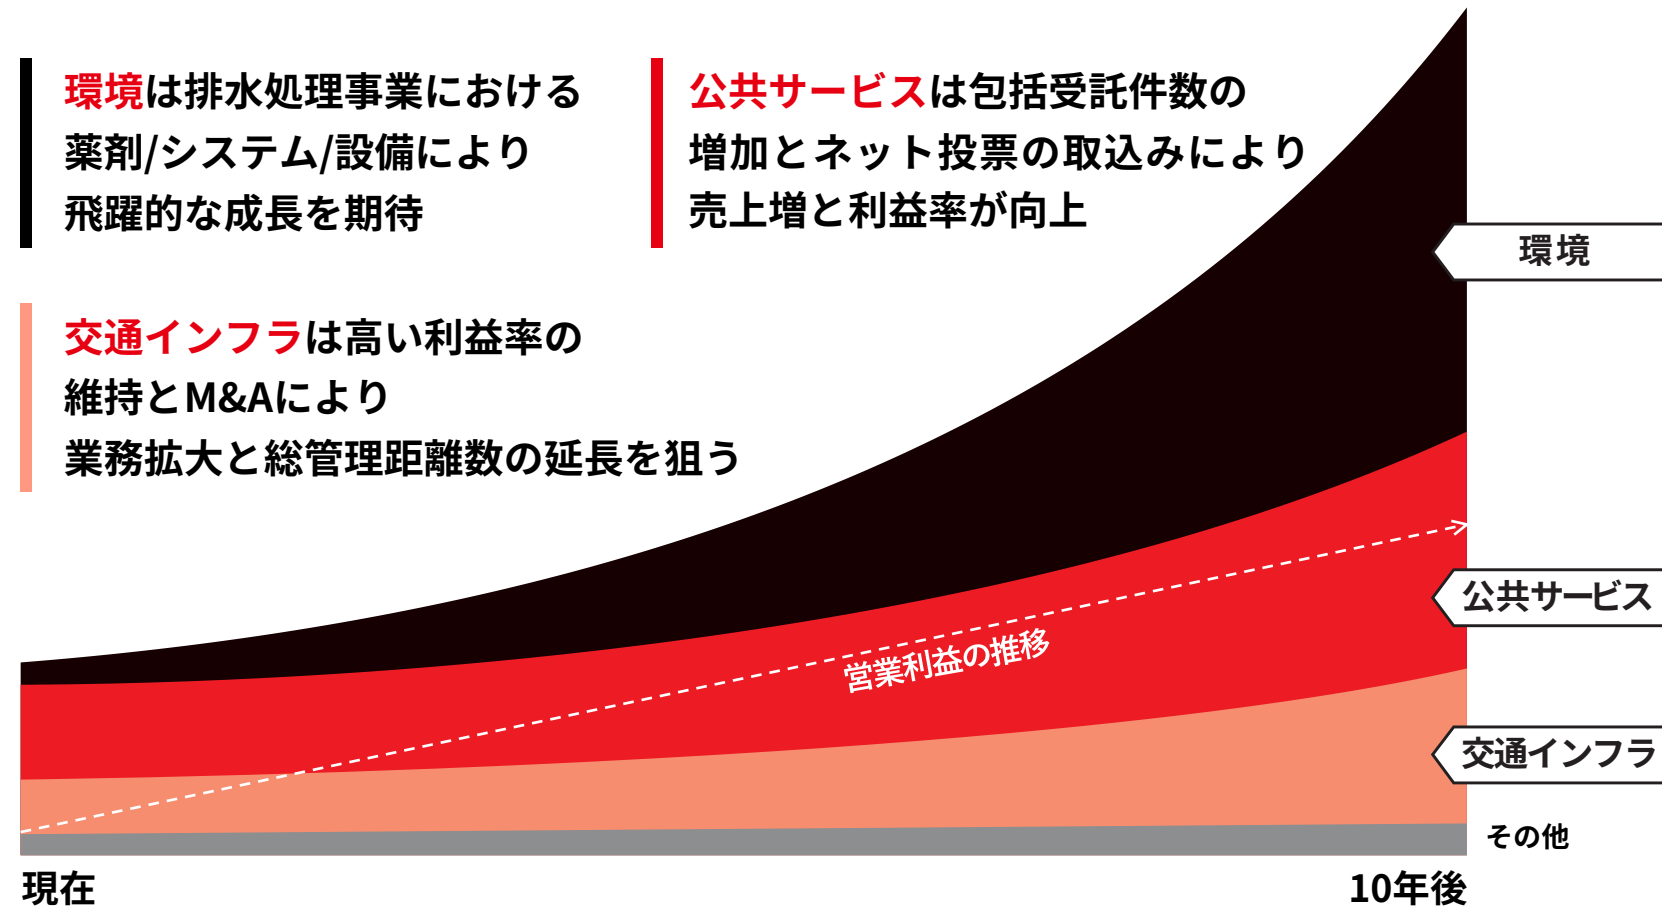 環境は排水処理事業における
薬剤/システム/設備により
飛躍的な成長を期待
公共サービスは包括受託件数の
増加とネット投票の取込みにより
売上増と利益率が向上
交通インフラは高い利益率の
維持とM&Aにより
業務拡大と総管理距離数の延長を狙う
環境
公共サービス
営業利益の推移
交通インフラ
その他
現在
10年後